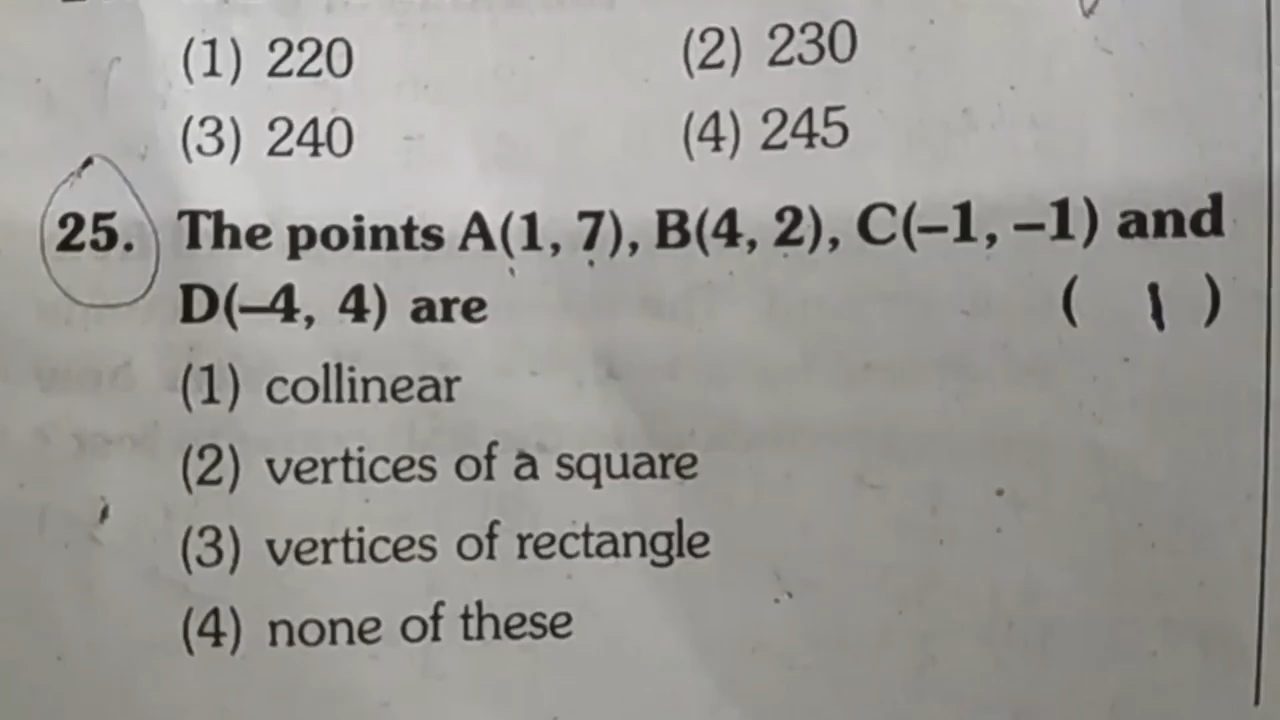 (1) 220 (2) 230
(3) 240 (4) 245
25. The points A(1, 7), B(4, 2), C(–1, –1) and
D(–4, 4) are ( 1 )
(1) collinear
(2) vertices of a square
(3) vertices of rectangle
(4) none of these